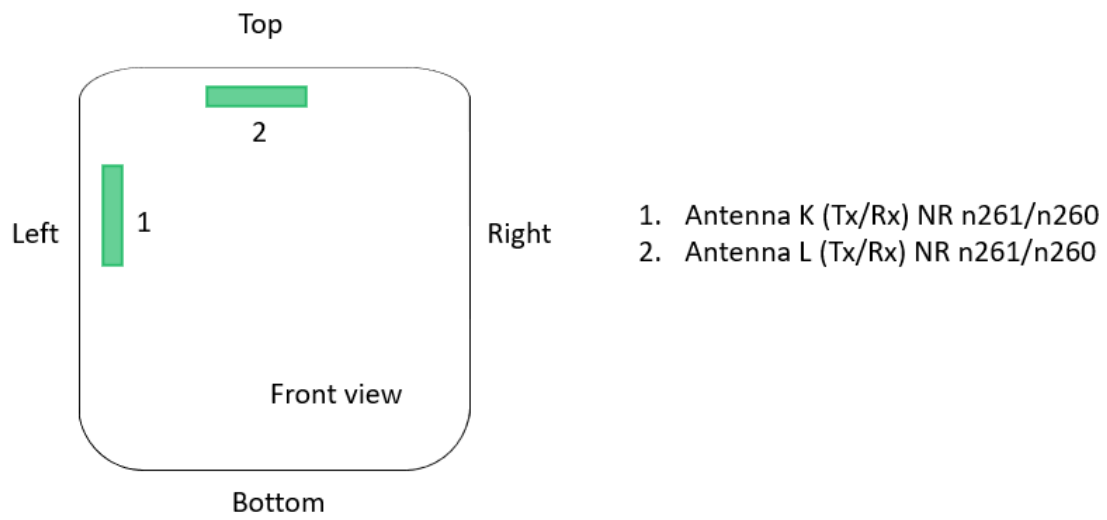 Top
2
1
Left
Right
1. Antenna K (Tx/Rx) NR n261/n260
2. Antenna L (Tx/Rx) NR n261/n260
Front view
Bottom